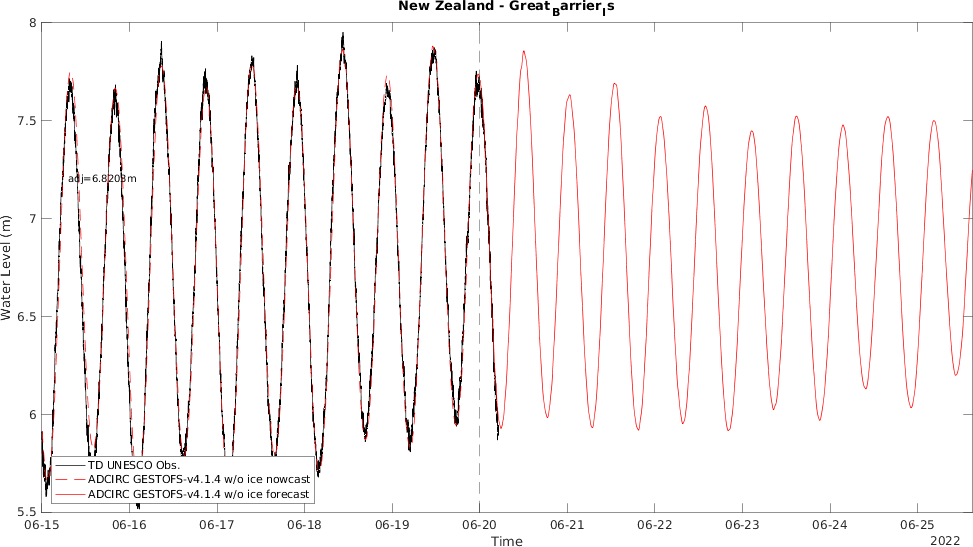 New Zealand - Great_Barrier_Is
8
7.5
7
6.5
6
5.5
Water Level (m)
adj=6.8203m
TD UNESCO Obs.
ADCIRC GESTOFS-v4.1.4 w/o ice nowcast
ADCIRC GESTOFS-v4.1.4 w/o ice forecast
06-15 06-16 06-17 06-18 06-19 06-20 06-21 06-22 06-23 06-24 06-25
Time
2022